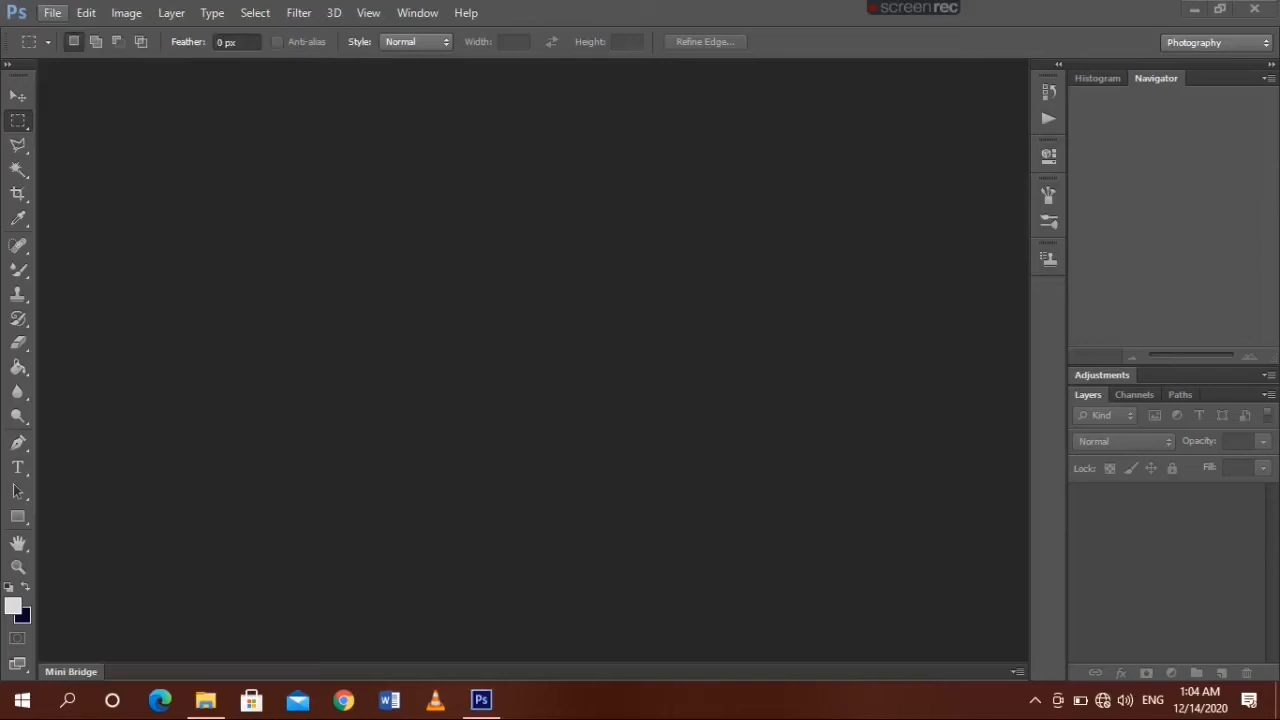 Ps File Edit Image Layer Type Select Filter 3D View Window Help
screenrec
Feather: 0 px Anti-alias Style: Normal Width: Height: Refine Edge... Photography
Histogram Navigator
Adjustments
Layers Channels Paths
Kind
Normal Opacity:
Lock: Fill:
Mini Bridge
ENG
1:04 AM
12/14/2020